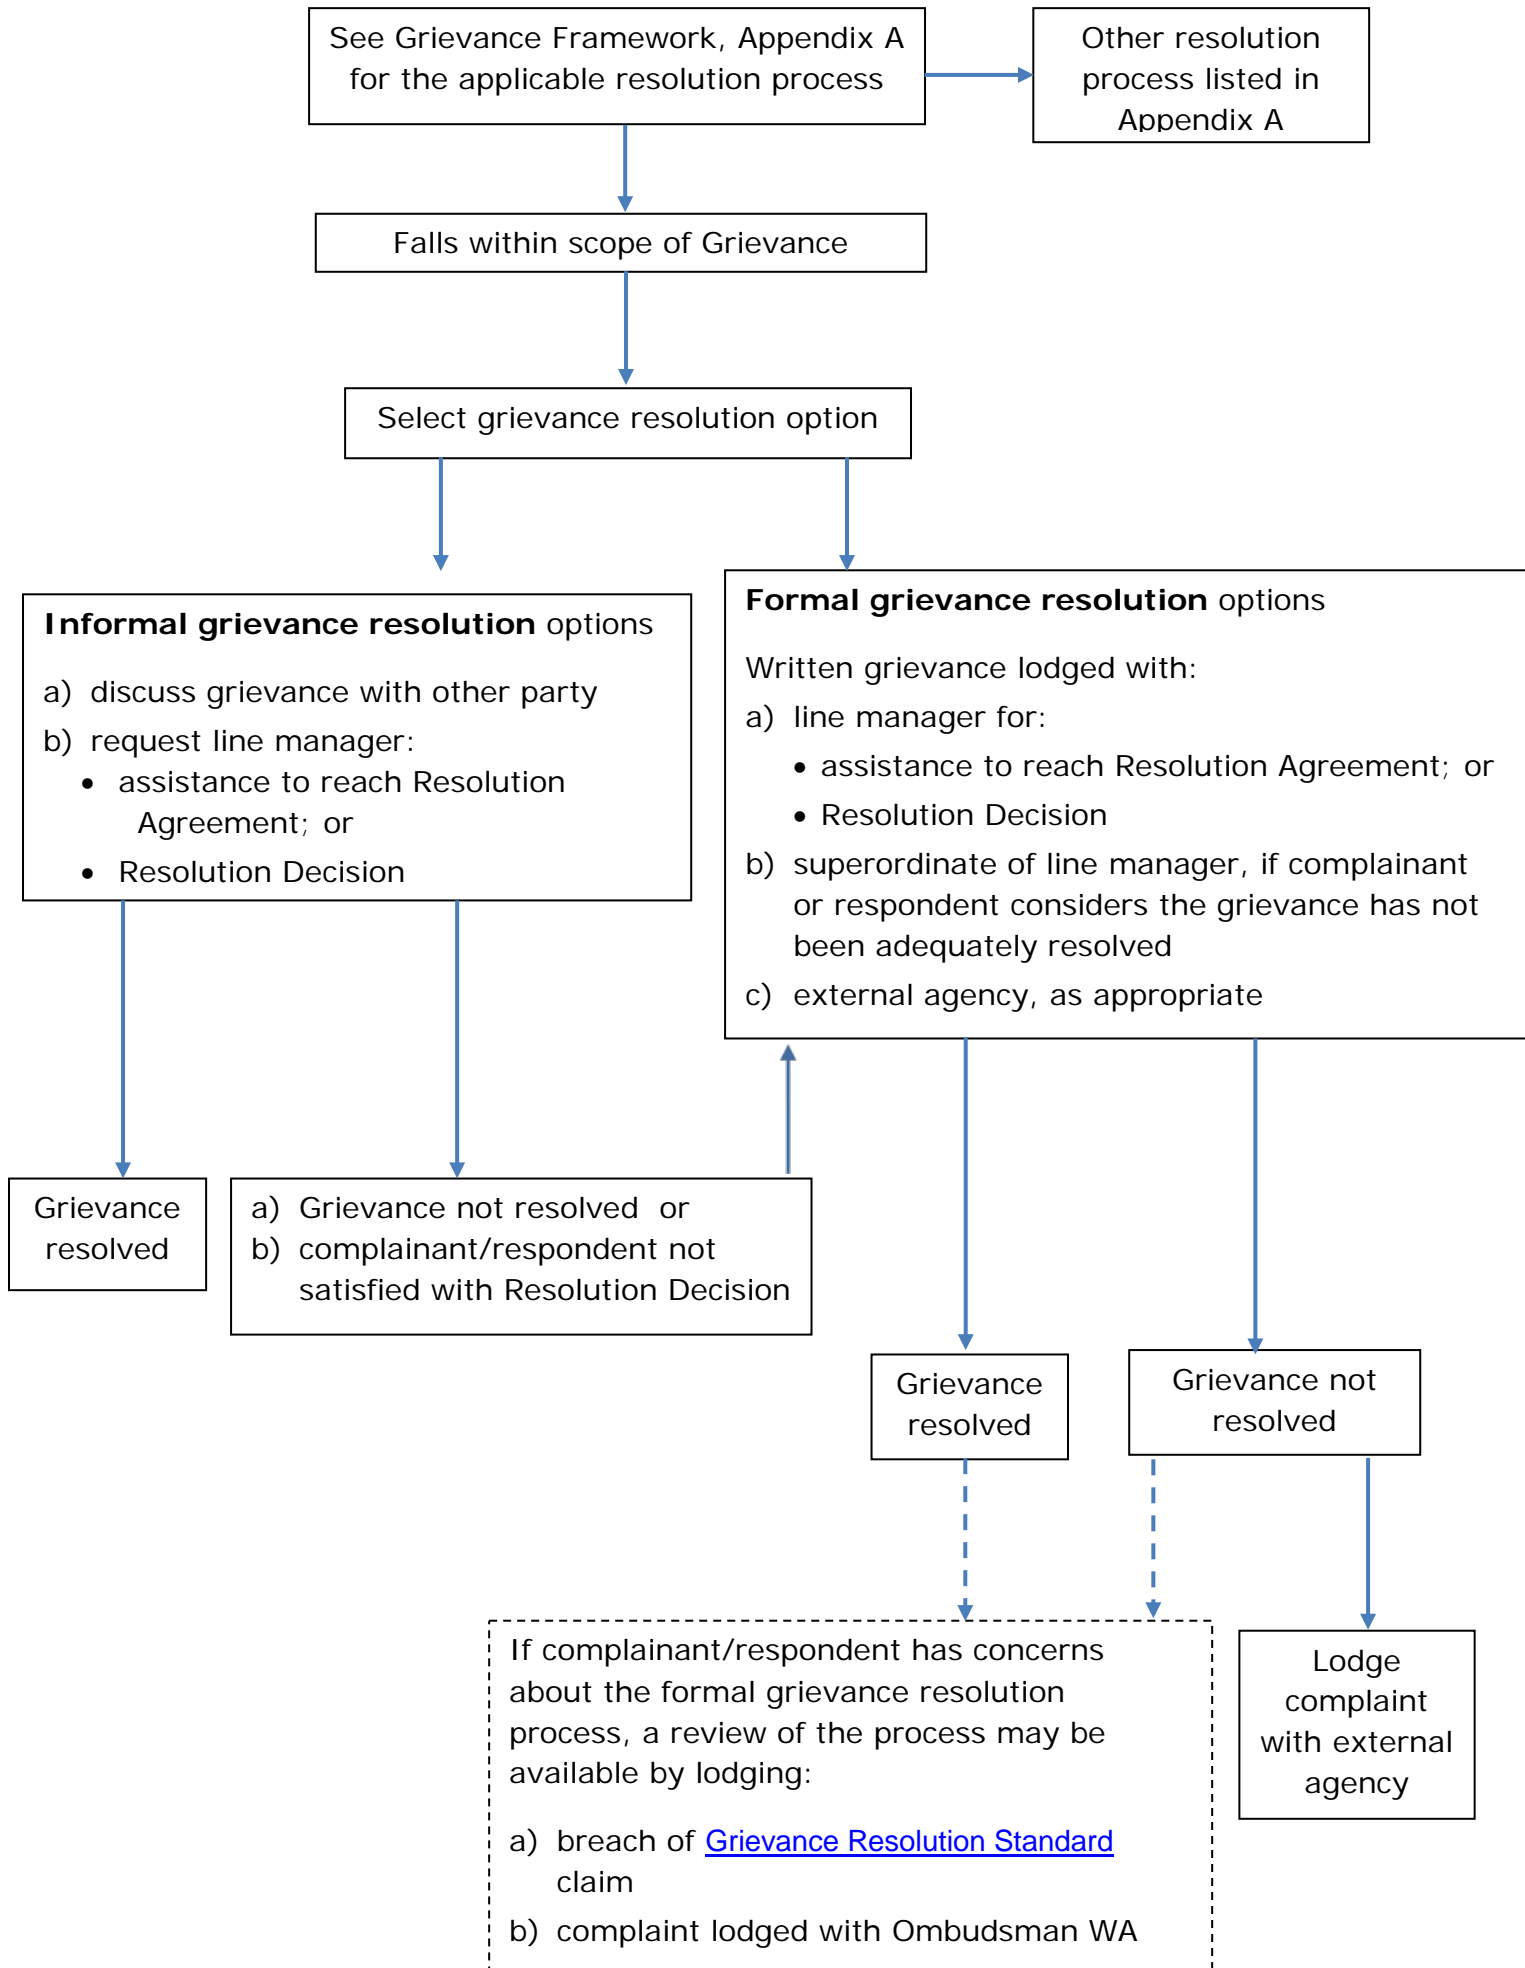 See Grievance Framework, Appendix A
for the applicable resolution process
Other resolution
process listed in
Appendix A
Falls within scope of Grievance
Select grievance resolution option
Informal grievance resolution options
a) discuss grievance with other party
b) request line manager:
• assistance to reach Resolution
Agreement; or
• Resolution Decision
Formal grievance resolution options
Written grievance lodged with:
a) line manager for:
• assistance to reach Resolution Agreement; or
• Resolution Decision
b) superordinate of line manager, if complainant
or respondent considers the grievance has not
been adequately resolved
c) external agency, as appropriate
Grievance
resolved
a) Grievance not resolved or
b) complainant/respondent not
satisfied with Resolution Decision
Grievance
resolved
Grievance not
resolved
If complainant/respondent has concerns
about the formal grievance resolution
process, a review of the process may be
available by lodging:
a) breach of Grievance Resolution Standard
claim
b) complaint lodged with Ombudsman WA
Lodge
complaint
with external
agency